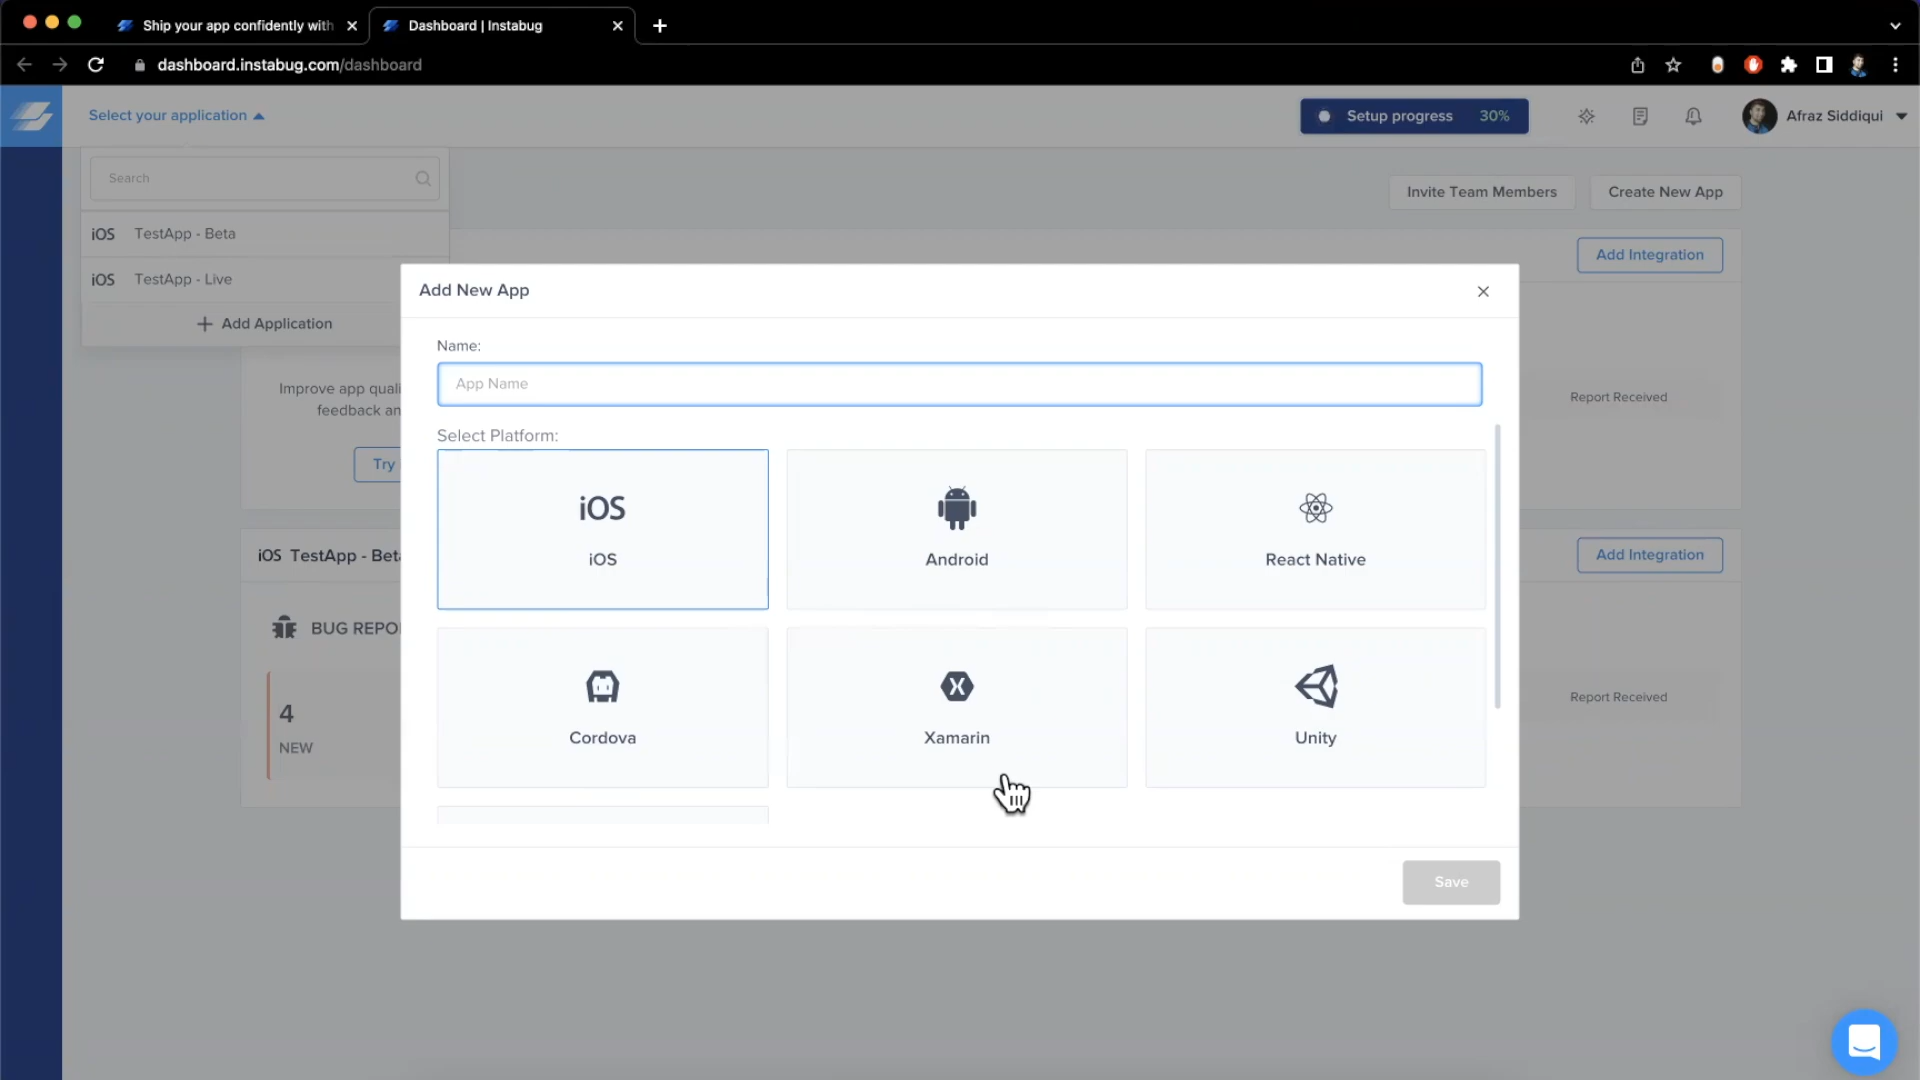 Ship your app confidently with
Dashboard | Instabug
dashboard.instabug.com/dashboard
Select your application
Setup progress 30%
Afraz Siddiqui
Search
iOS TestApp - Beta
iOS TestApp - Live
Add Application
Invite Team Members
Create New App
Add Integration
Add New App
Name:
App Name
Select Platform:
iOS
iOS
Android
React Native
Cordova
Xamarin
Unity
Save
Improve app quali
feedback an
Try
Report Received
iOS TestApp - Beta
Add Integration
BUG REPO
4
NEW
Report Received